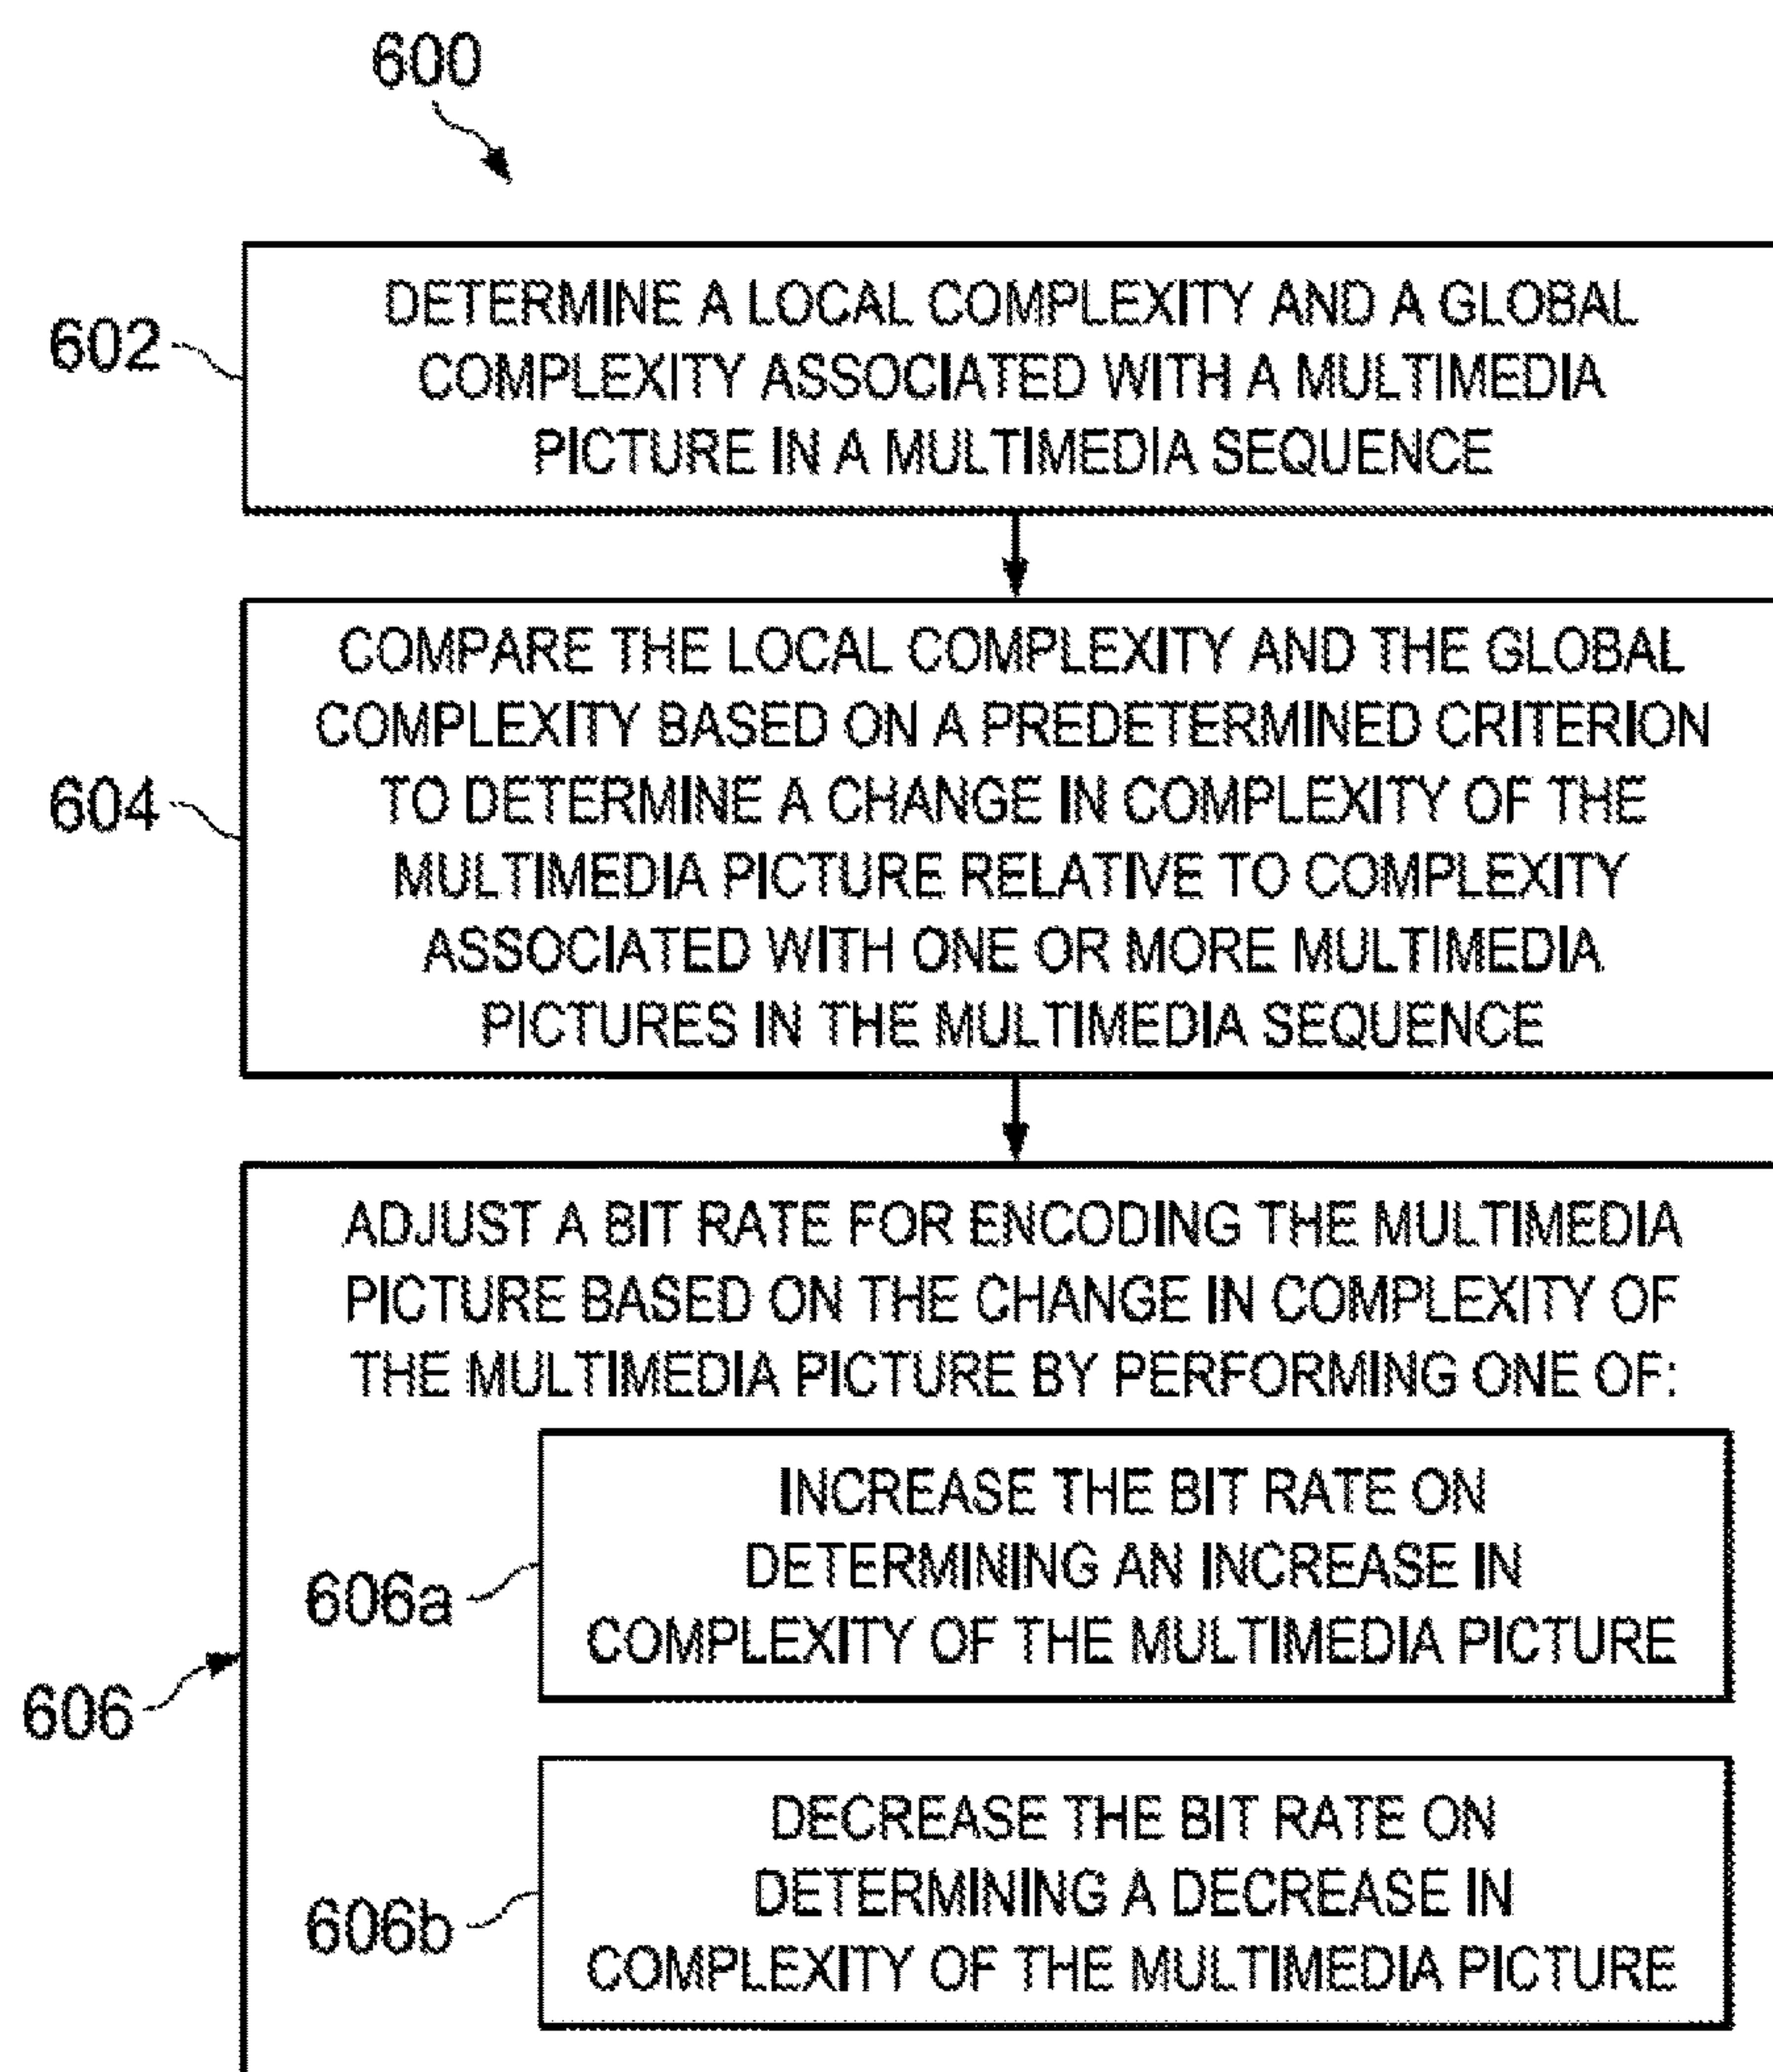 600
602
DETERMINE A LOCAL COMPLEXITY AND A GLOBAL
COMPLEXITY ASSOCIATED WITH A MULTIMEDIA
PICTURE IN A MULTIMEDIA SEQUENCE
604
COMPARE THE LOCAL COMPLEXITY AND THE GLOBAL
COMPLEXITY BASED ON A PREDETERMINED CRITERION
TO DETERMINE A CHANGE IN COMPLEXITY OF THE
MULTIMEDIA PICTURE RELATIVE TO COMPLEXITY
ASSOCIATED WITH ONE OR MORE MULTIMEDIA
PICTURES IN THE MULTIMEDIA SEQUENCE
606
ADJUST A BIT RATE FOR ENCODING THE MULTIMEDIA
PICTURE BASED ON THE CHANGE IN COMPLEXITY OF
THE MULTIMEDIA PICTURE BY PERFORMING ONE OF:
606a
INCREASE THE BIT RATE ON
DETERMINING AN INCREASE IN
COMPLEXITY OF THE MULTIMEDIA PICTURE
606b
DECREASE THE BIT RATE ON
DETERMINING A DECREASE IN
COMPLEXITY OF THE MULTIMEDIA PICTURE